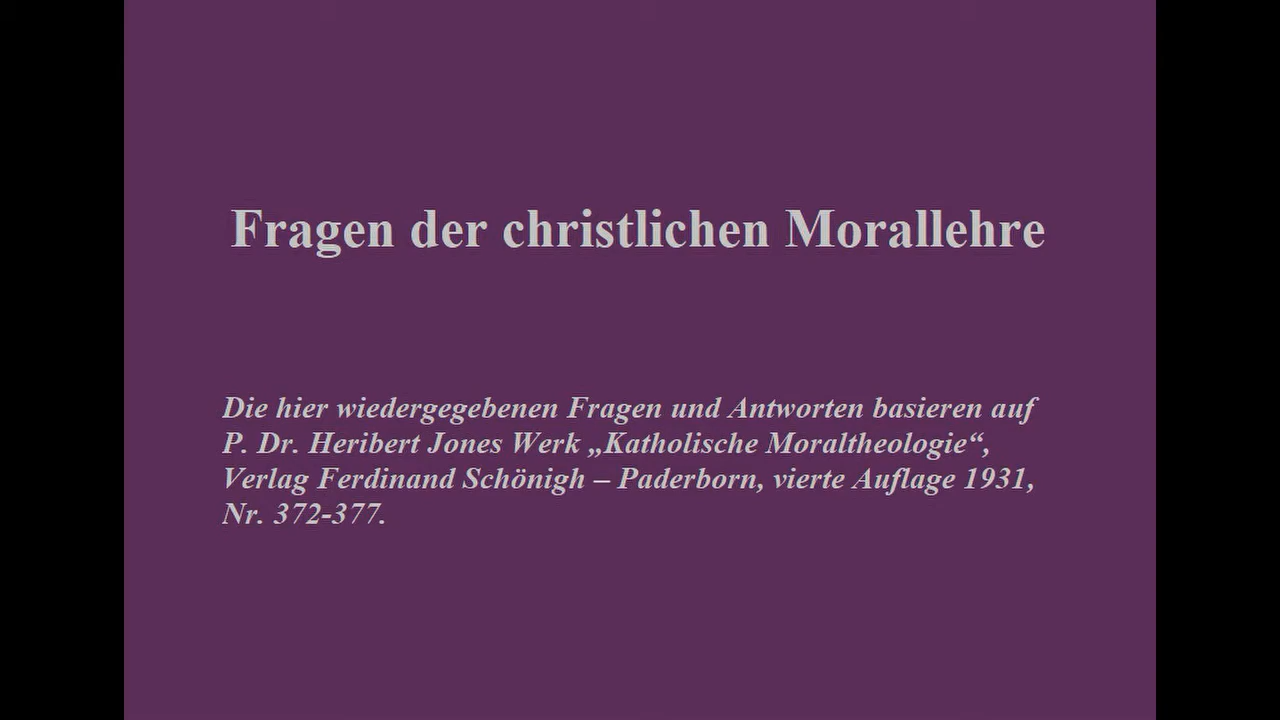 Fragen der christlichen Morallehre
Die hier wiedergegebenen Fragen und Antworten basieren auf
P. Dr. Heribert Jones Werk „Katholische Moraltheologie“,
Verlag Ferdinand Schönigh – Paderborn, vierte Auflage 1931,
Nr. 372-377.